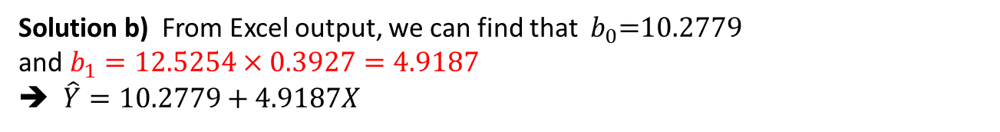 Solution b) From Excel output, we can find that b₀=10.2779
and b₁ = 12.5254 × 0.3927 = 4.9187
➔ Ŷ = 10.2779 + 4.9187X